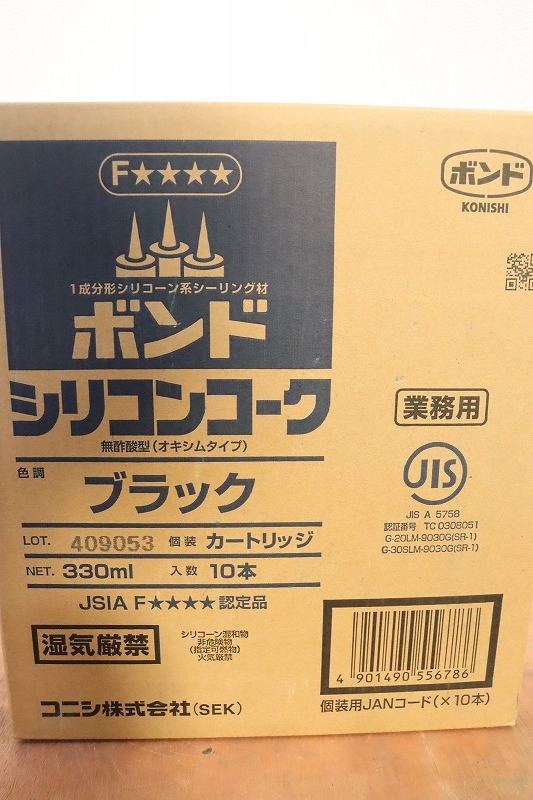 F★★★★
1成分形シリコーン系シーリング材
ボンド
シリコンコーク
無酢酸型(オキシムタイプ)
色調 ブラック
LOT. 409053 個装 カートリッジ
NET. 330ml 入数 10本
JSIA F★★★★ 認定品
湿気厳禁
シリコーン混和物
非危険物
(指定可燃物)
火気厳禁
コニシ株式会社(SEK)
ボンド
KONISHI
業務用
JIS
JIS A 5758
認証番号 TC 0308051
G-20LM-9030G(SR-1)
G-30SLM-9030G(SR-1)
4 901490 556786
個装用JANコード(×10本)